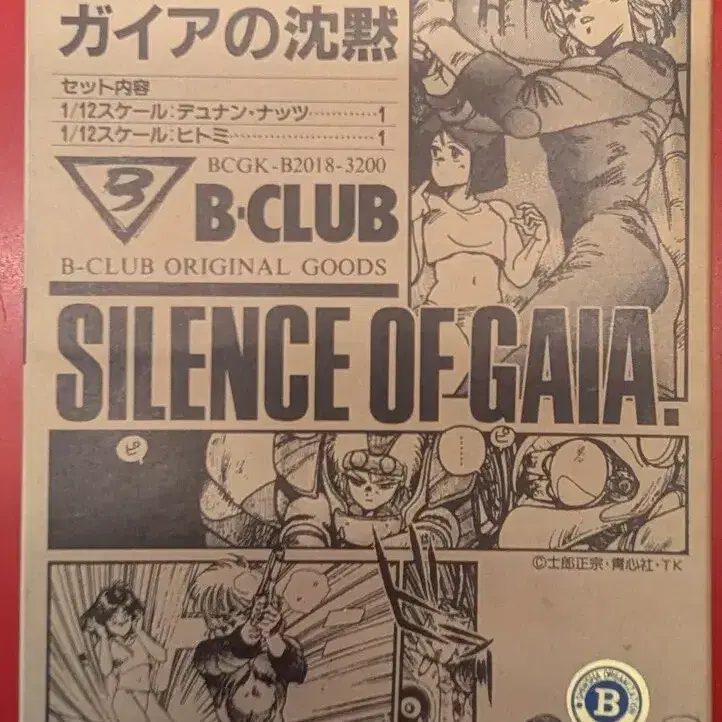 ガイアの沈黙
セット内容
1/12スケール:デュナン・ナッツ…………1
1/12スケール:ヒトミ……………………1
BCGK-B2018-3200
B
B-CLUB
B-CLUB ORIGINAL GOODS
SILENCE OF GAIA.
ピ
……
ピ
©士郎正宗・青心社・TK
B